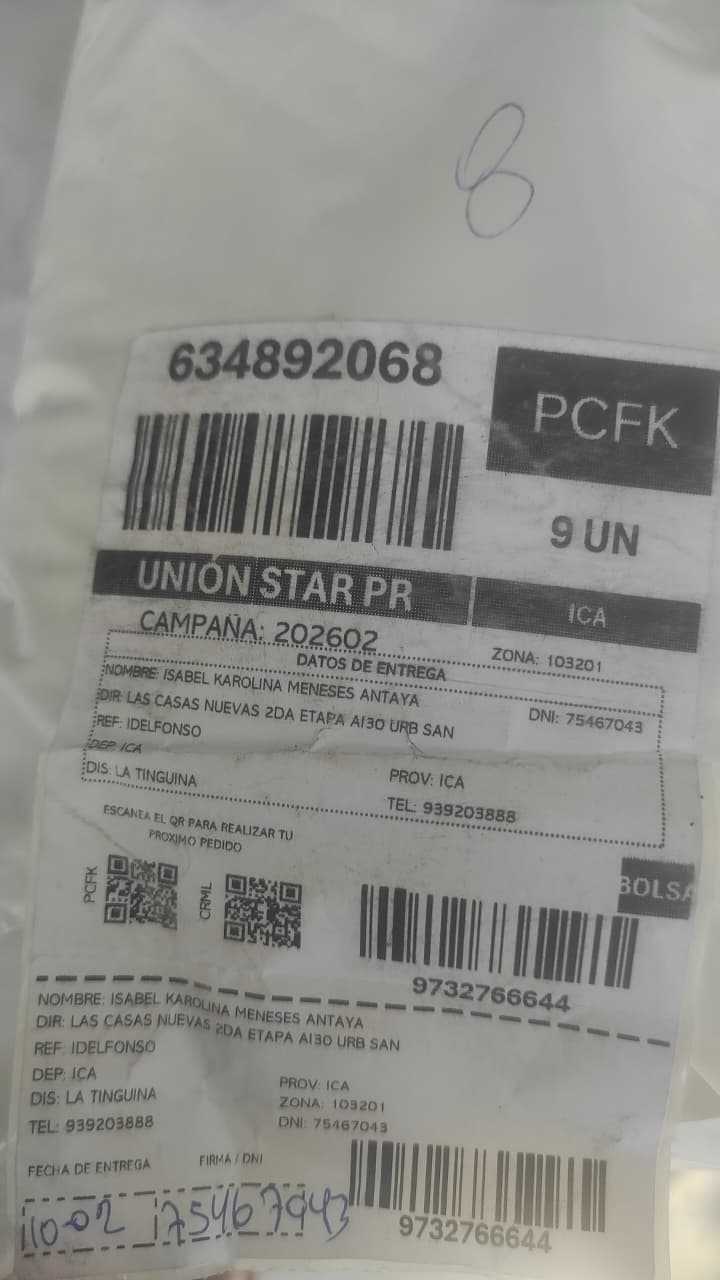 8
634892068
PCFK
9 UN
UNIÓN STAR PR
ICA
CAMPAÑA: 202602
ZONA: 103201
DATOS DE ENTREGA
NOMBRE: ISABEL KAROLINA MENESES ANTAYA
DNI: 75467043
DIR: LAS CASAS NUEVAS 2DA ETAPA AI30 URB SAN
REF: IDELFONSO
DEP: ICA
PROV: ICA
DIS: LA TINGUINA
TEL: 939203888
ESCANEA EL QR PARA REALIZAR TU
PROXIMO PEDIDO
PCFK
CRML
BOLSA
9732766644
NOMBRE: ISABEL KAROLINA MENESES ANTAYA
DIR: LAS CASAS NUEVAS 2DA ETAPA AI30 URB SAN
REF: IDELFONSO
DEP: ICA
PROV: ICA
DIS: LA TINGUINA
ZONA: 103201
TEL: 939203888
DNI: 75467043
FECHA DE ENTREGA
FIRMA / DNI
10-02
75467943
9732766644